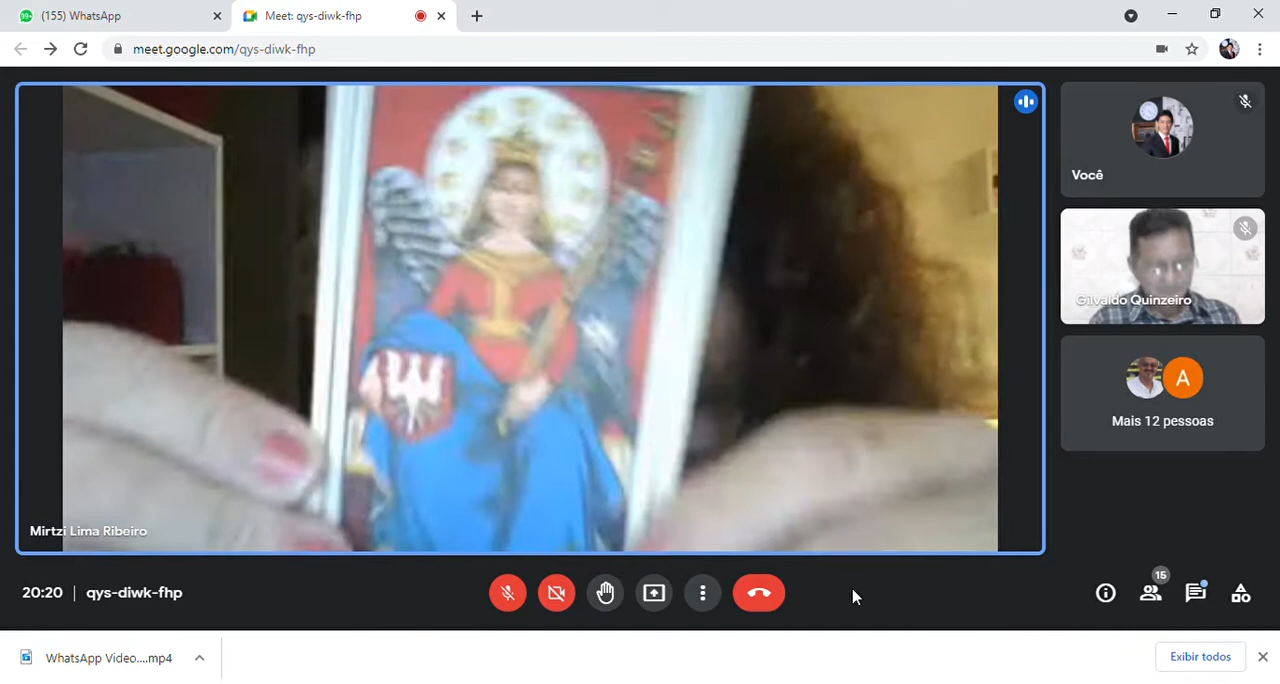 99+
(155) WhatsApp
Meet: qys-diwk-fhp
meet.google.com/qys-diwk-fhp
Você
Gilvaldo Quinzeiro
A
Mais 12 pessoas
Mirtzi Lima Ribeiro
20:20 | qys-diwk-fhp
15
WhatsApp Video....mp4
Exibir todos